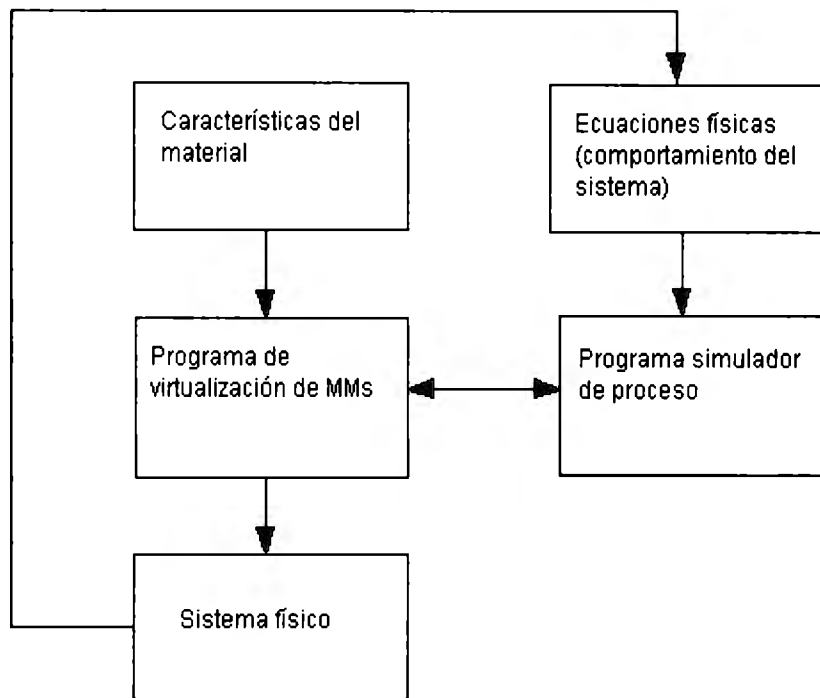 Características del
material
Ecuaciones físicas
(comportamiento del
sistema)
Programa de
virtualización de MMs
Programa simulador
de proceso
Sistema físico